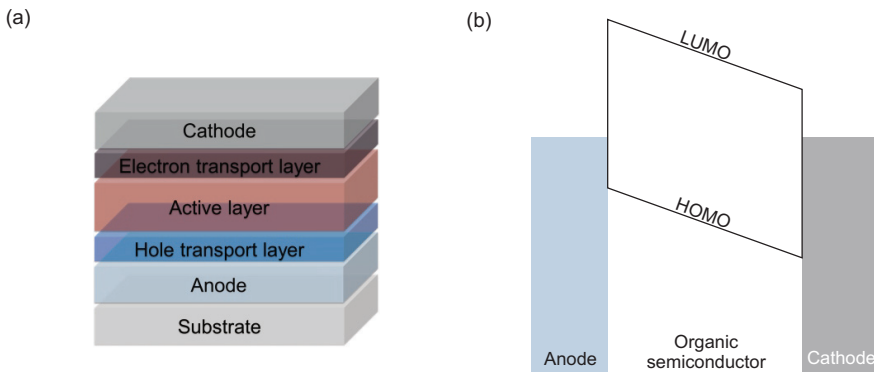 (a)
Cathode
Electron transport layer
Active layer
Hole transport layer
Anode
Substrate
(b)
LUMO
HOMO
Anode
Organic
semiconductor
Cathode